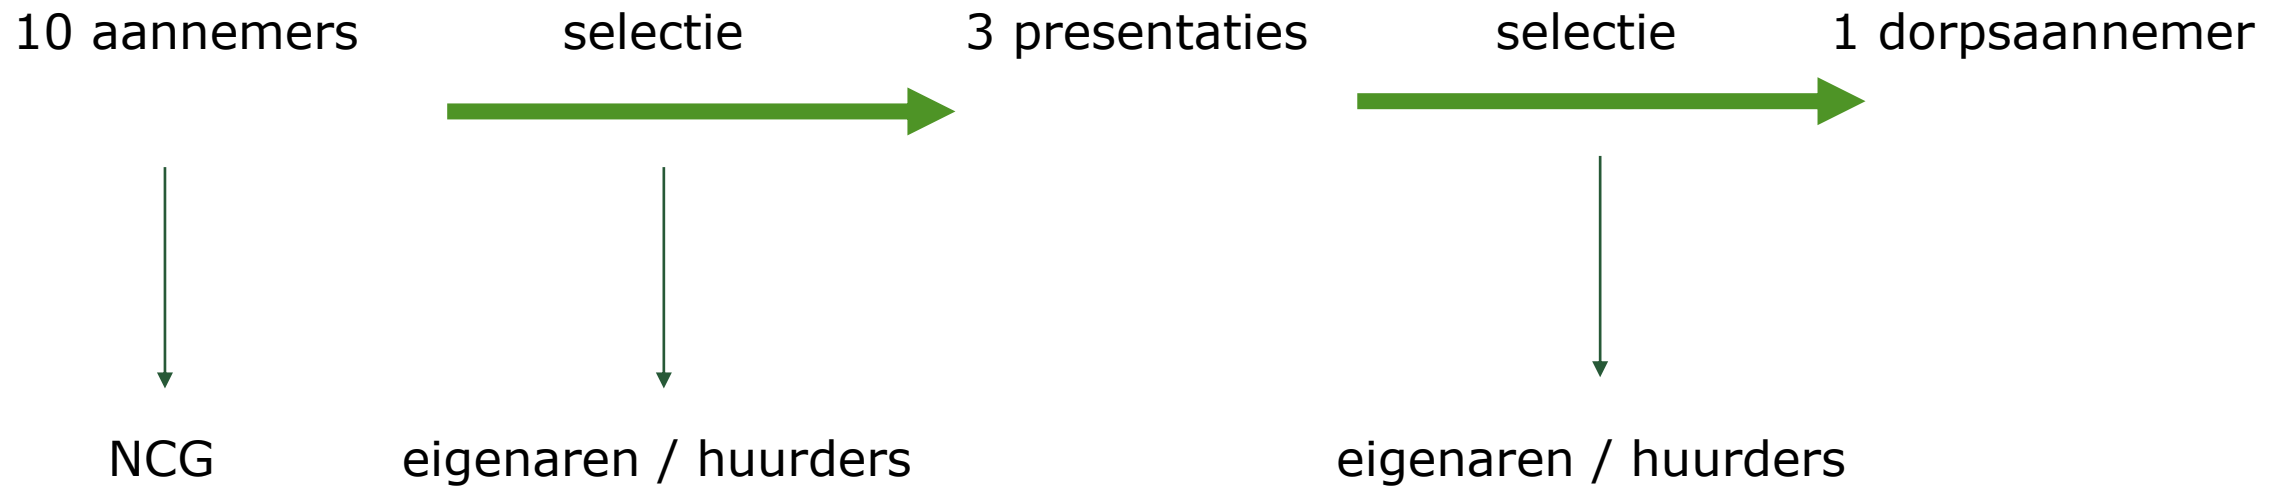 10 aannemers selectie 3 presentaties selectie 1 dorpsaannemer
NCG eigenaren / huurders eigenaren / huurders